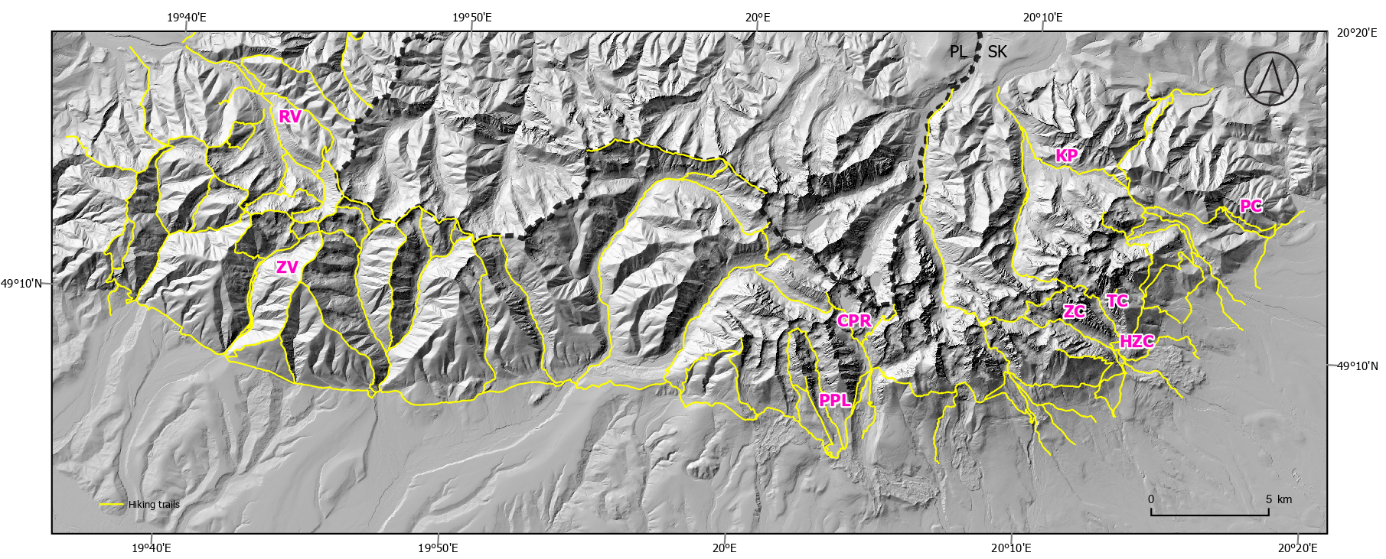 19°40'E 19°50'E 20°E 20°10'E
20°20'E
PL SK
RV
KP
PC
ZV
49°10'N
TC
ZC
CPR
HZC
49°10'N
PPL
Hiking trails
0 5 km
19°40'E 19°50'E 20°E 20°10'E 20°20'E